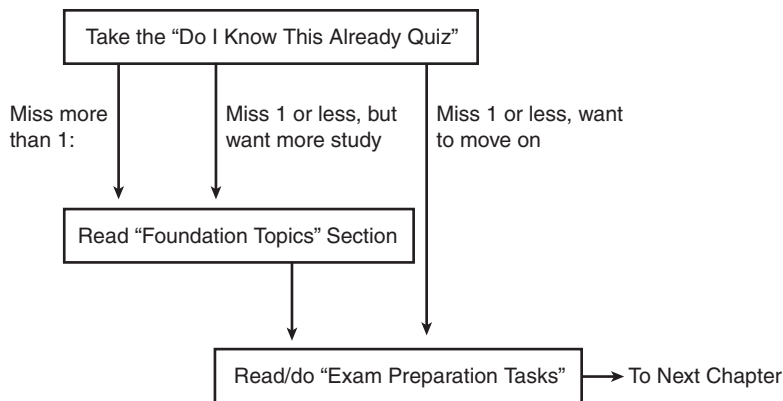 Take the “Do I Know This Already Quiz”
Miss more
than 1:
Miss 1 or less, but
want more study
Miss 1 or less, want
to move on
Read “Foundation Topics” Section
Read/do “Exam Preparation Tasks”
To Next Chapter